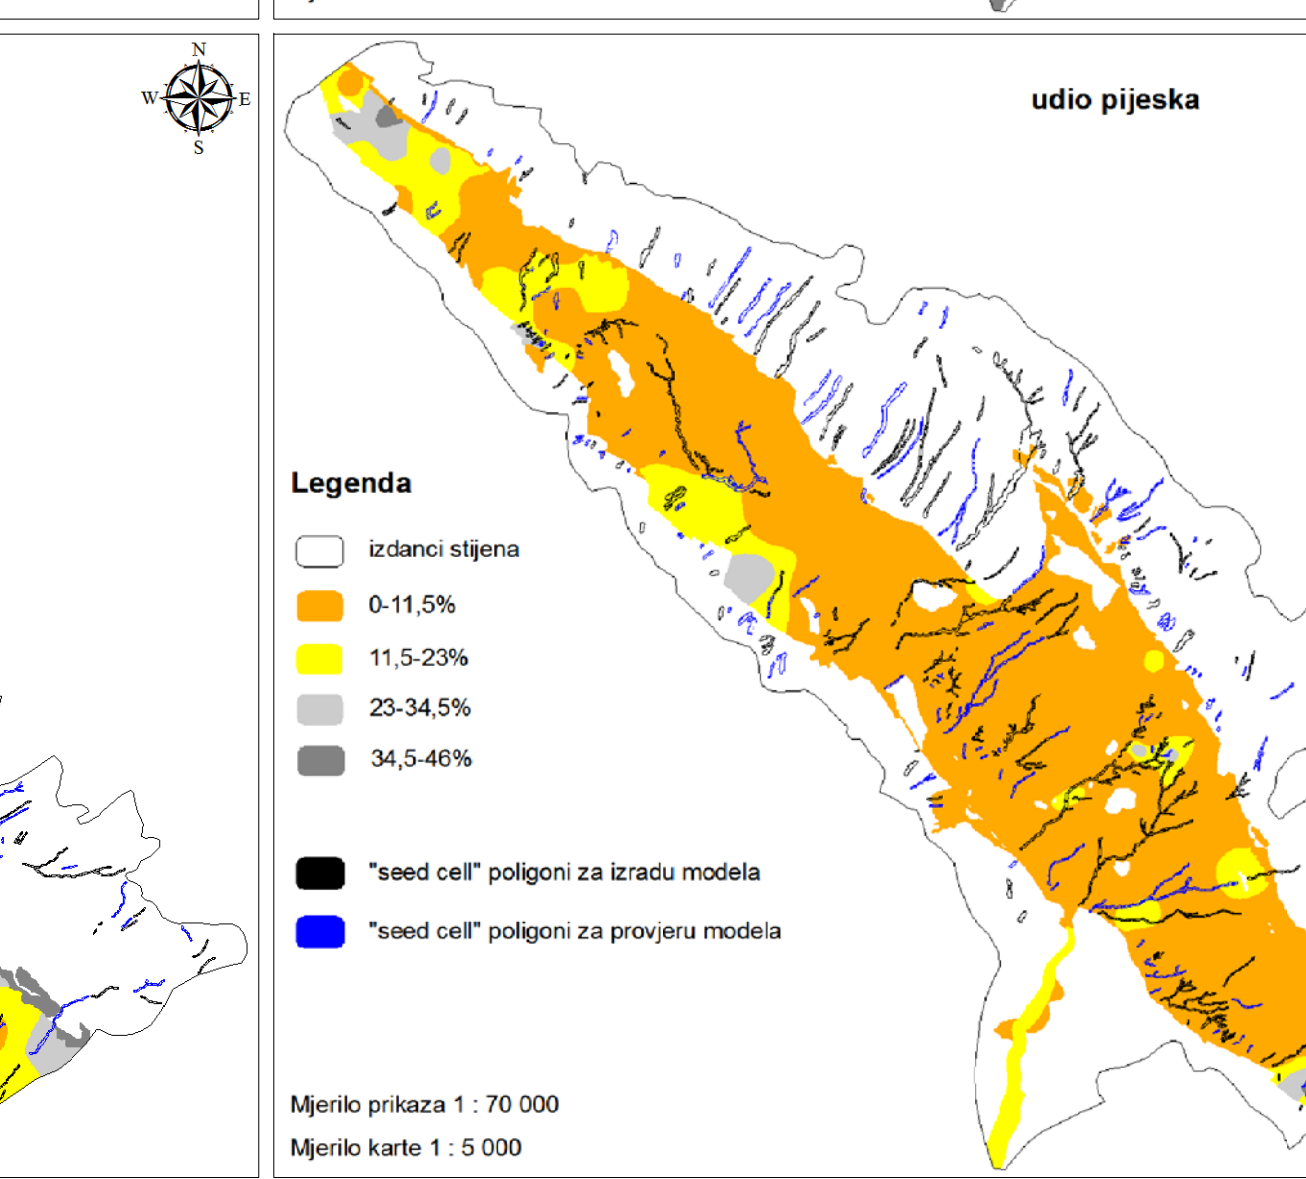 N
W E
S
udio pijeska
Legenda
izdanci stijena
0-11,5%
11,5-23%
23-34,5%
34,5-46%
"seed cell" poligoni za izradu modela
"seed cell" poligoni za provjeru modela
Mjerilo prikaza 1 : 70 000
Mjerilo karte 1 : 5 000